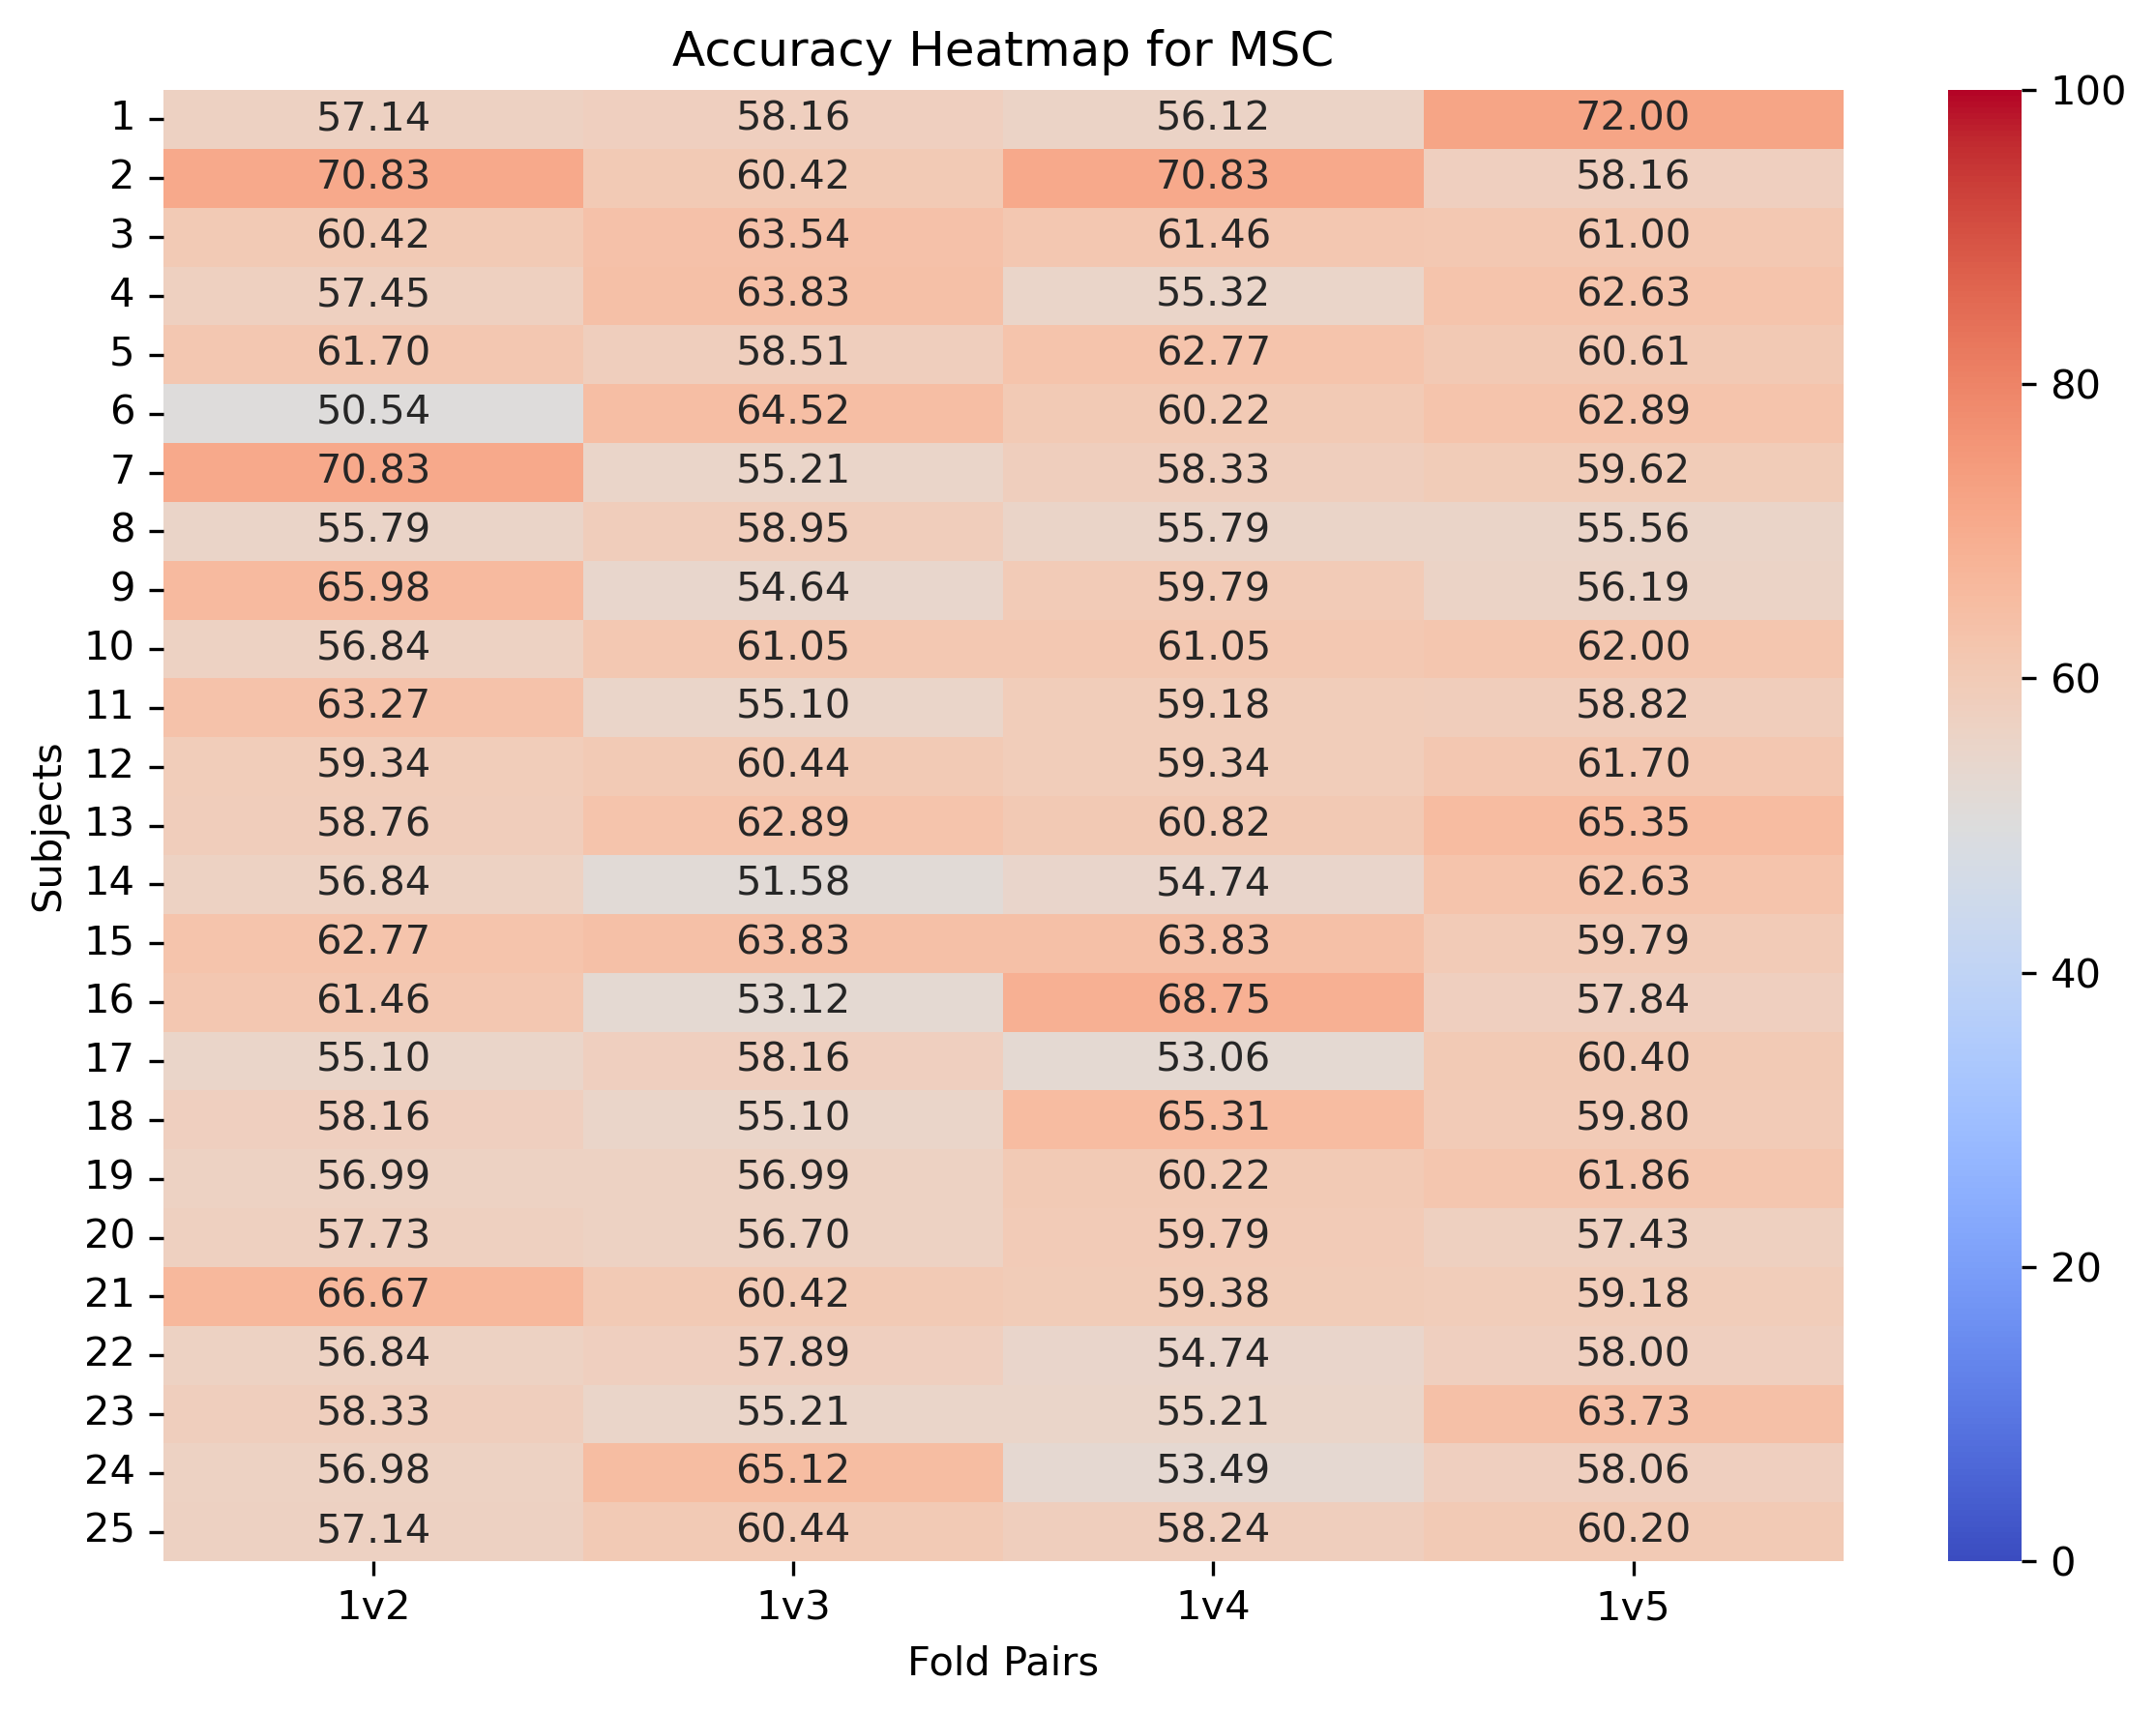 Accuracy Heatmap for MSC
1 57.14 58.16 56.12 72.00
2 70.83 60.42 70.83 58.16
3 60.42 63.54 61.46 61.00
4 57.45 63.83 55.32 62.63
5 61.70 58.51 62.77 60.61
6 50.54 64.52 60.22 62.89
7 70.83 55.21 58.33 59.62
8 55.79 58.95 55.79 55.56
9 65.98 54.64 59.79 56.19
10 56.84 61.05 61.05 62.00
11 63.27 55.10 59.18 58.82
12 59.34 60.44 59.34 61.70
13 58.76 62.89 60.82 65.35
14 56.84 51.58 54.74 62.63
15 62.77 63.83 63.83 59.79
16 61.46 53.12 68.75 57.84
17 55.10 58.16 53.06 60.40
18 58.16 55.10 65.31 59.80
19 56.99 56.99 60.22 61.86
20 57.73 56.70 59.79 57.43
21 66.67 60.42 59.38 59.18
22 56.84 57.89 54.74 58.00
23 58.33 55.21 55.21 63.73
24 56.98 65.12 53.49 58.06
25 57.14 60.44 58.24 60.20
1v2 1v3 1v4 1v5
Fold Pairs
Subjects
100
80
60
40
20
0